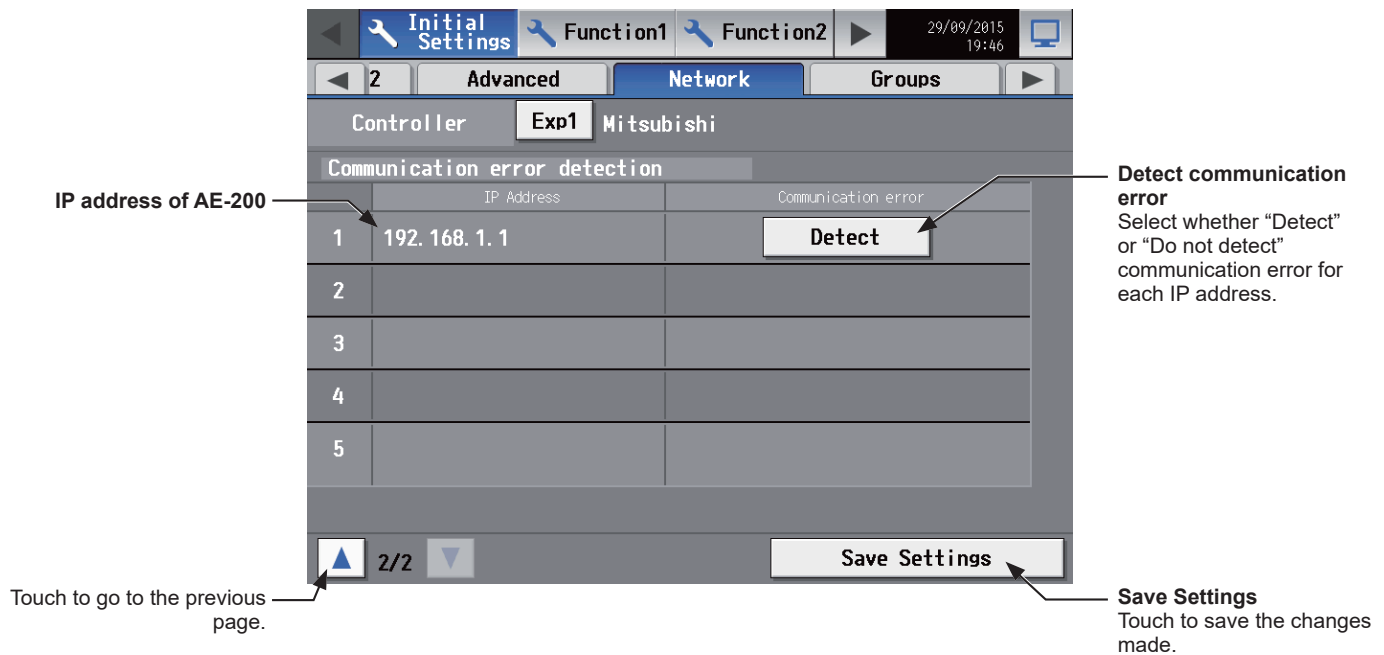 Initial
Settings
Function1
Function2
29/09/2015
19:46
2
Advanced
Network
Groups
Controller
Exp1
Mitsubishi
Communication error detection
IP Address
Communication error
IP address of AE-200
1
192. 168. 1. 1
Detect
2
3
4
5
2/2
Save Settings
Detect communication
error
Select whether “Detect”
or “Do not detect”
communication error for
each IP address.
Touch to go to the previous
page.
Save Settings
Touch to save the changes
made.